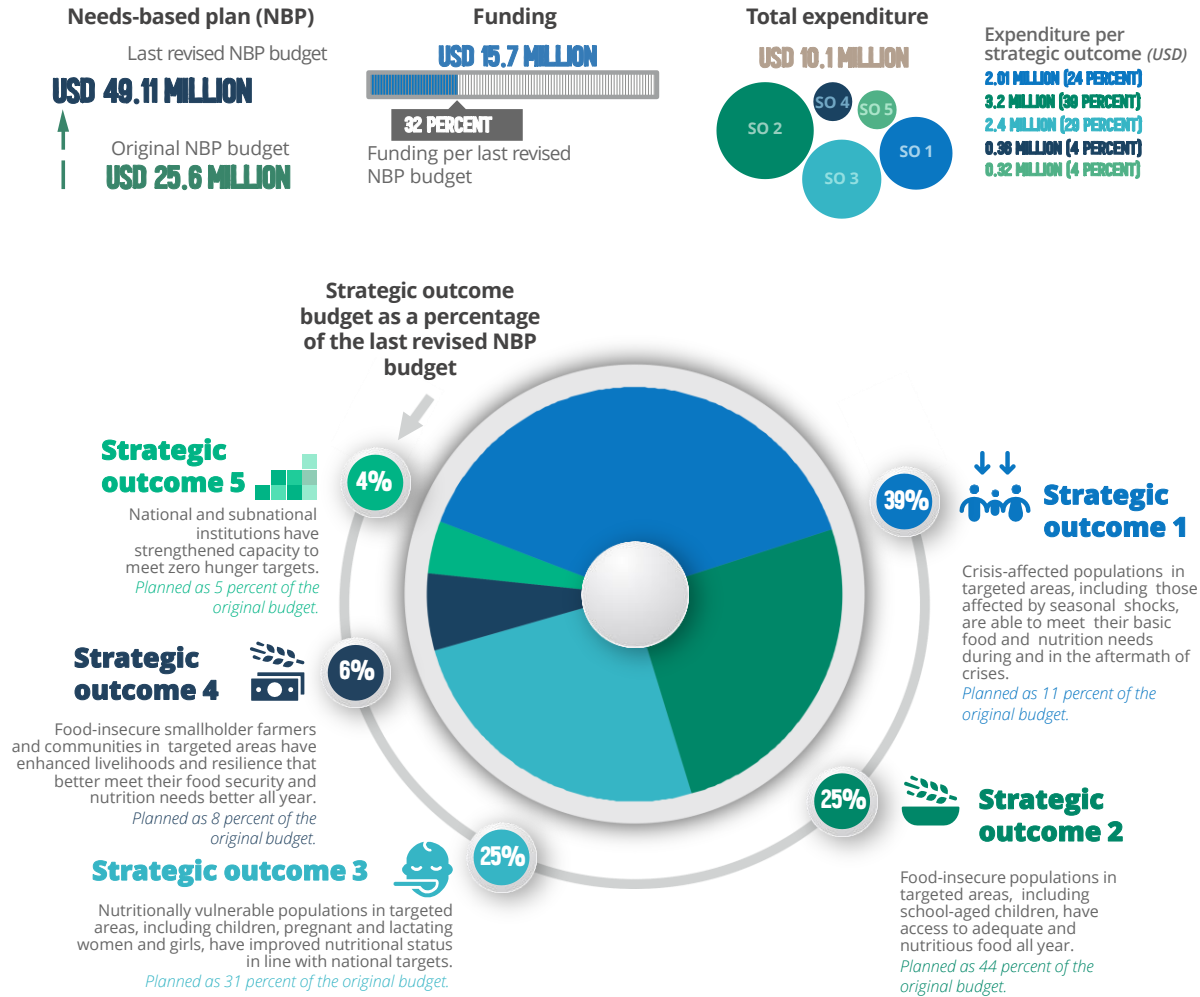 Needs-based plan (NBP)
Last revised NBP budget
USD 49.11 MILLION
Original NBP budget
USD 25.6 MILLION
Funding
USD 15.7 MILLION
32 PERCENT
Funding per last revised
NBP budget
Total expenditure
USD 10.1 MILLION
SO 2
SO 4
SO 5
SO 1
SO 3
Expenditure per
strategic outcome (USD)
2.01 MILLION (24 PERCENT)
3.2 MILLION (39 PERCENT)
2.4 MILLION (29 PERCENT)
0.36 MILLION (4 PERCENT)
0.32 MILLION (4 PERCENT)
Strategic outcome
budget as a percentage
of the last revised NBP
budget
39%
Strategic
outcome 1
Crisis-affected populations in
targeted areas, including those
affected by seasonal shocks,
are able to meet their basic
food and nutrition needs
during and in the aftermath of
crises.
Planned as 11 percent of the
original budget.
25%
Strategic
outcome 2
Food-insecure populations in
targeted areas, including
school-aged children, have
access to adequate and
nutritious food all year.
Planned as 44 percent of the
original budget.
25%
Strategic outcome 3
Nutritionally vulnerable populations in targeted
areas, including children, pregnant and lactating
women and girls, have improved nutritional status
in line with national targets.
Planned as 31 percent of the original budget.
6%
Strategic
outcome 4
Food-insecure smallholder farmers
and communities in targeted areas have
enhanced livelihoods and resilience that
better meet their food security and
nutrition needs better all year.
Planned as 8 percent of the
original budget.
4%
Strategic
outcome 5
National and subnational
institutions have
strengthened capacity to
meet zero hunger targets.
Planned as 5 percent of the
original budget.